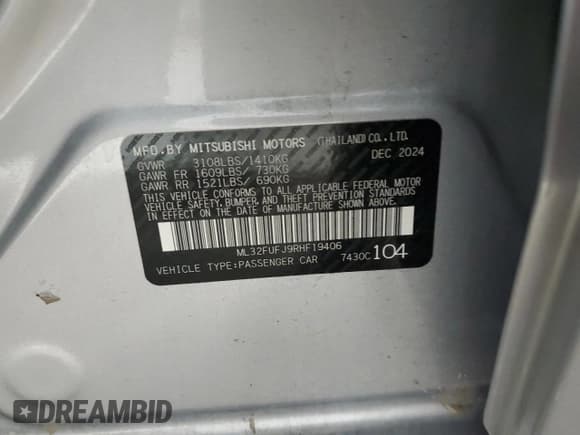 MFD.BY MITSUBISHI MOTORS (THAILAND) CO., LTD.
GVWR 3108LBS/1410KG DEC 2024
GAWR FR 1609LBS/ 730KG
GAWR RR 1521LBS/ 690KG
THIS VEHICLE CONFORMS TO ALL APPLICABLE FEDERAL MOTOR
VEHICLE SAFETY, BUMPER, AND THEFT PREVENTION STANDARDS
IN EFFECT ON THE DATE OF MANUFACTURE SHOWN ABOVE.
ML32FUFJ9RHF19406
VEHICLE TYPE:PASSENGER CAR 7430C 104
DREAMBID